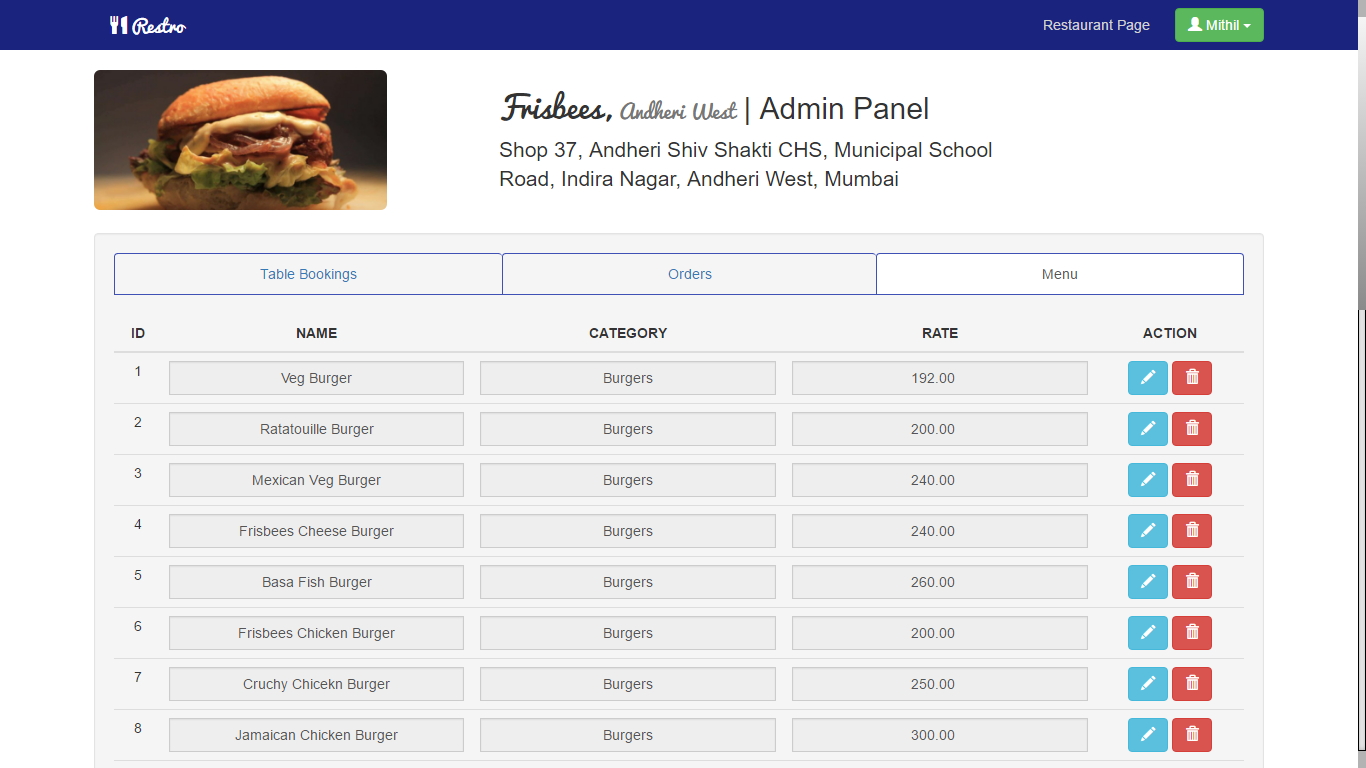 Restro
Restaurant Page
Mithil
Frisbees, Andheri West | Admin Panel
Shop 37, Andheri Shiv Shakti CHS, Municipal School
Road, Indira Nagar, Andheri West, Mumbai
Table Bookings Orders Menu
ID NAME CATEGORY RATE ACTION
1 Veg Burger Burgers 192.00
2 Ratatouille Burger Burgers 200.00
3 Mexican Veg Burger Burgers 240.00
4 Frisbees Cheese Burger Burgers 240.00
5 Basa Fish Burger Burgers 260.00
6 Frisbees Chicken Burger Burgers 200.00
7 Cruchy Chicekn Burger Burgers 250.00
8 Jamaican Chicken Burger Burgers 300.00